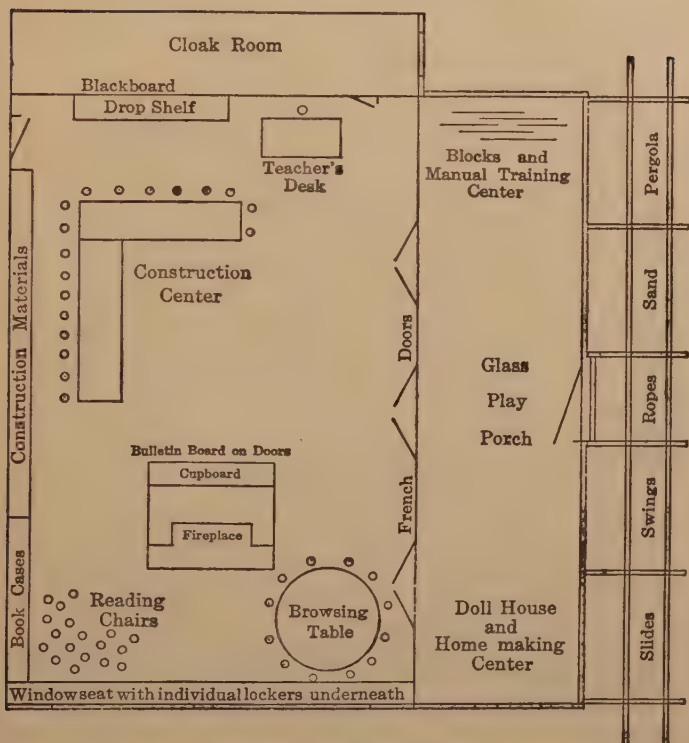 Cloak Room
Blackboard
Drop Shelf
Teacher's
Desk
Blocks and
Manual Training
Center
Pergola
Construction
Center
Construction Materials
Sand
Doors
Glass
Play
Porch
Ropes
Bulletin Board on Doors
Cupboard
Fireplace
French
Swings
Book Cases
Reading
Chairs
Browsing
Table
Doll House
and
Home making
Center
Slides
Windowseat with individual lockers underneath